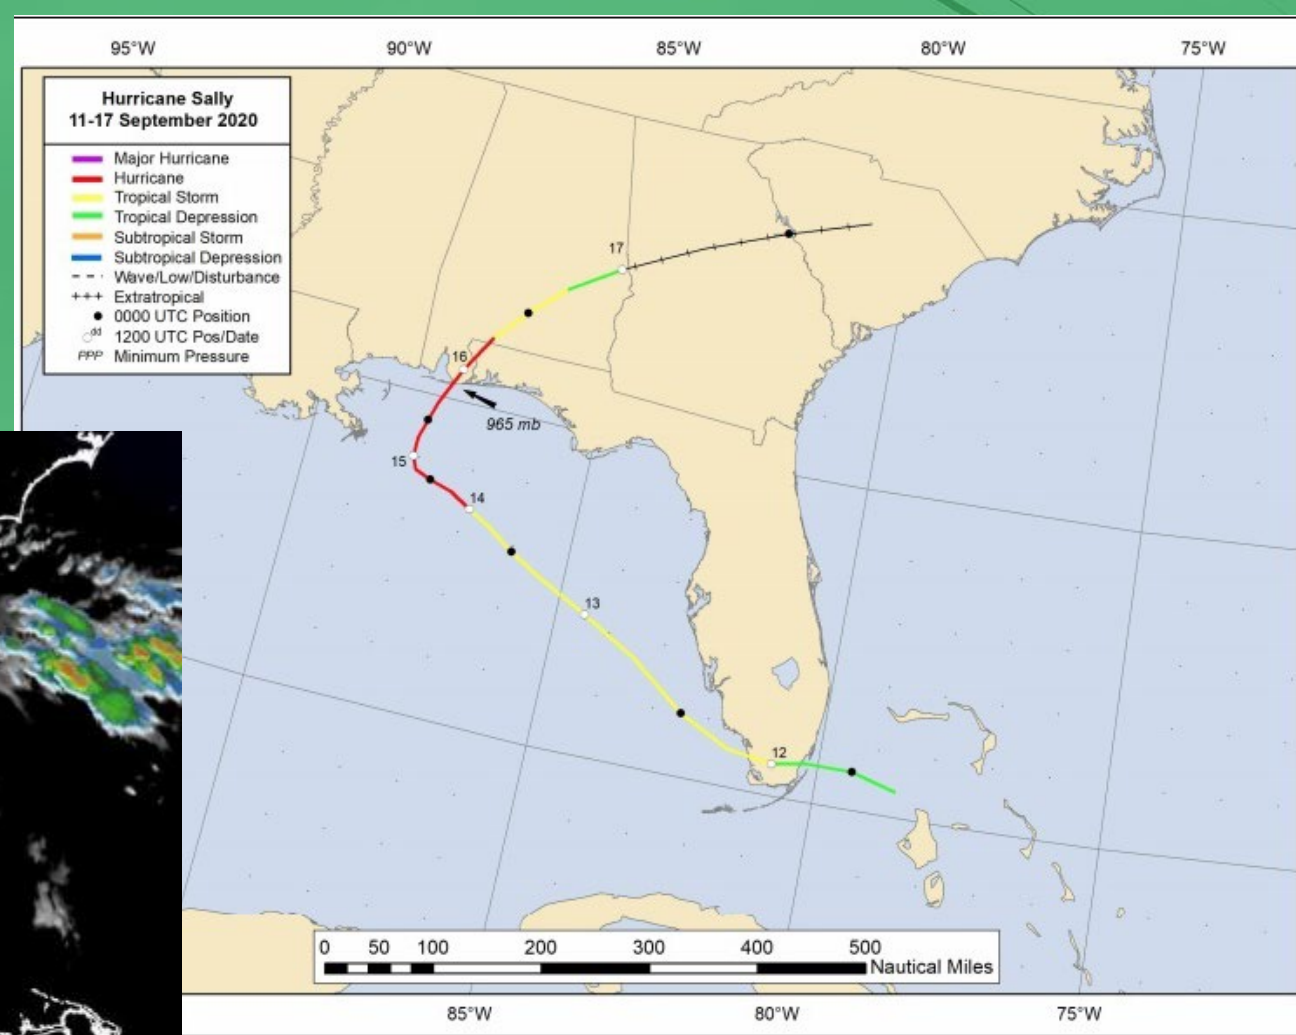 95°W 90°W 85°W 80°W 75°W
Hurricane Sally
11-17 September 2020
Major Hurricane
Hurricane
Tropical Storm
Tropical Depression
Subtropical Storm
Subtropical Depression
Wave/Low/Disturbance
Extratropical
0000 UTC Position
dd 1200 UTC Pos/Date
PPP Minimum Pressure
17
16
965 mb
15
14
13
12
0 50 100 200 300 400 500
Nautical Miles
85°W 80°W 75°W